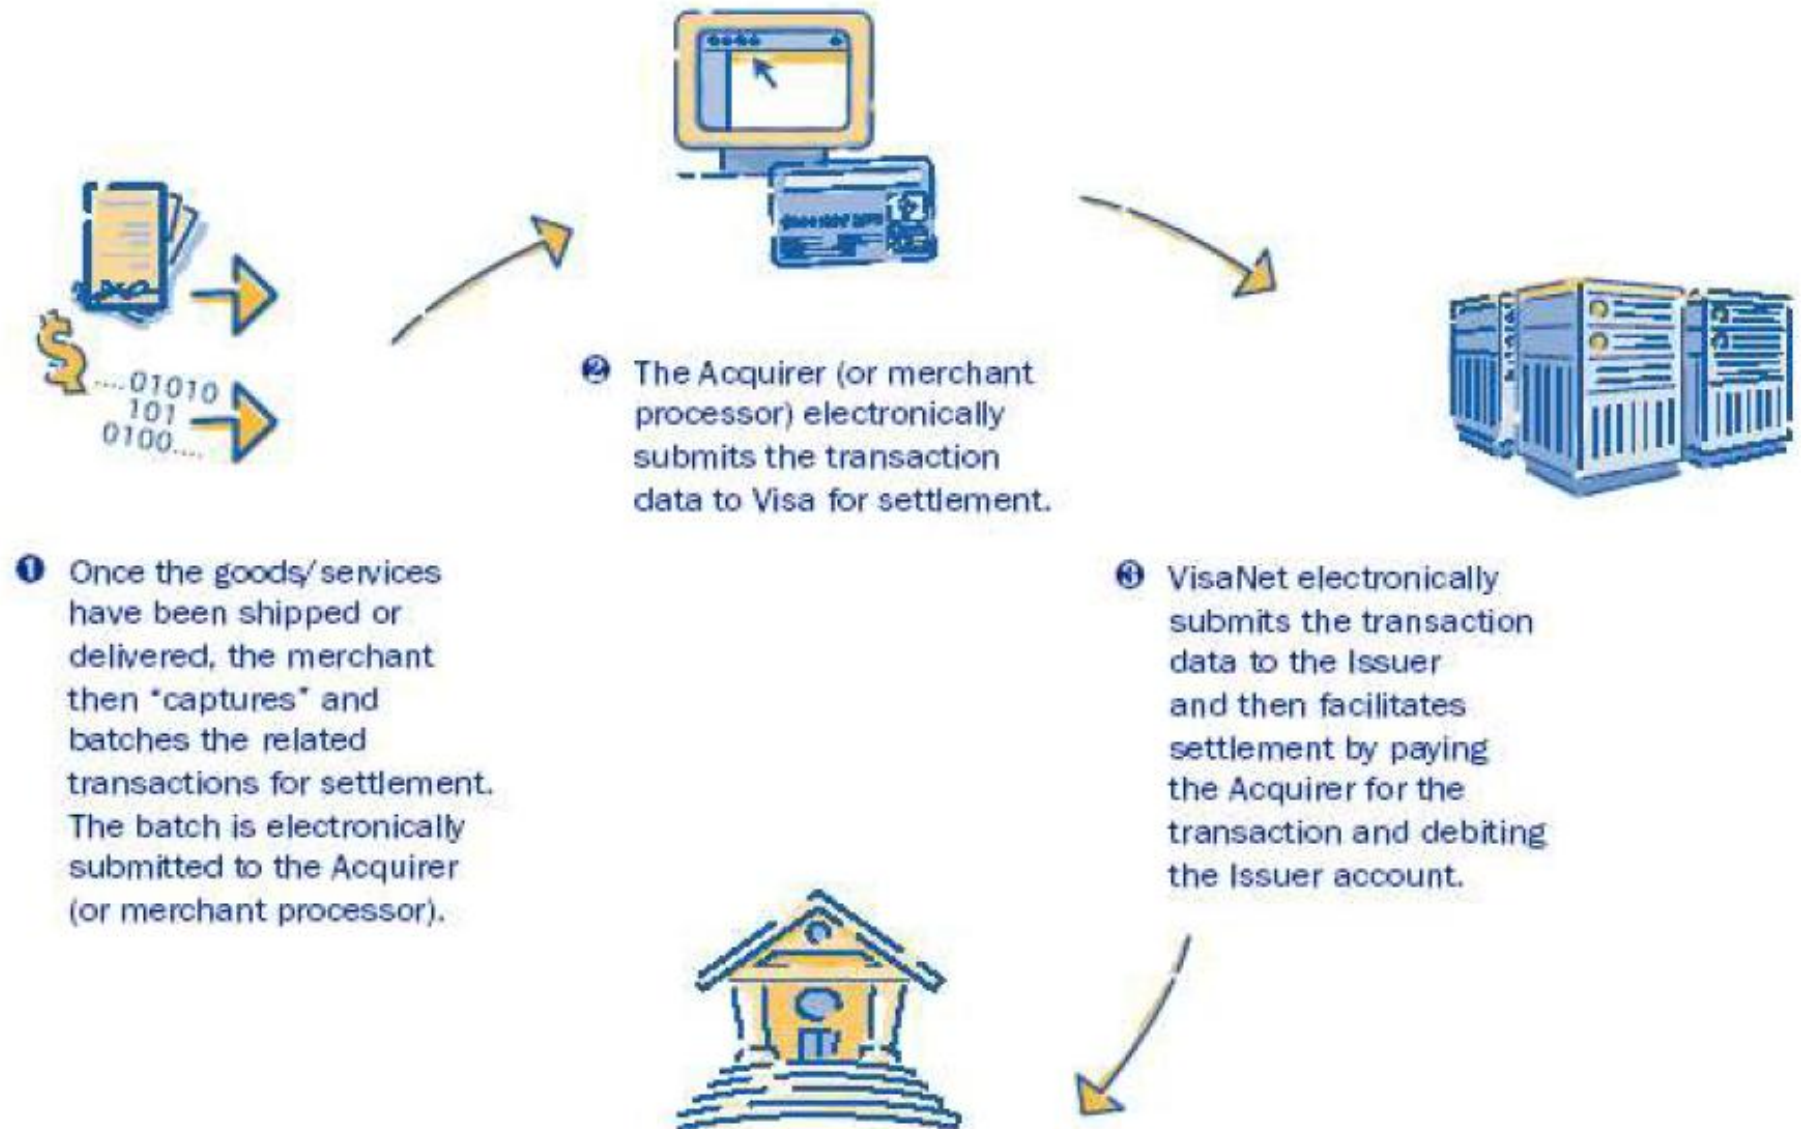 $
....01010
101
0100....
❷ The Acquirer (or merchant
processor) electronically
submits the transaction
data to Visa for settlement.
❶ Once the goods/services
have been shipped or
delivered, the merchant
then "captures" and
batches the related
transactions for settlement.
The batch is electronically
submitted to the Acquirer
(or merchant processor).
❸ VisaNet electronically
submits the transaction
data to the Issuer
and then facilitates
settlement by paying
the Acquirer for the
transaction and debiting
the Issuer account.